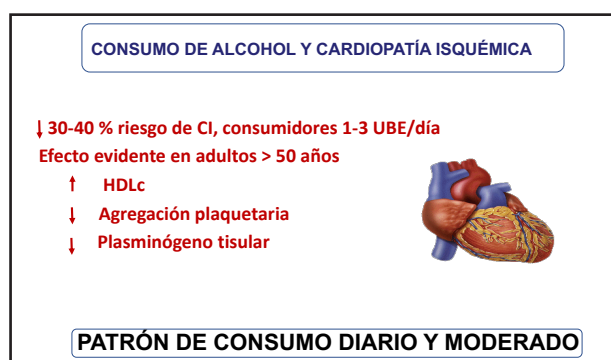 CONSUMO DE ALCOHOL Y CARDIOPATÍA ISQUÉMICA
↓ 30-40 % riesgo de CI, consumidores 1-3 UBE/día
Efecto evidente en adultos > 50 años
↑ HDLc
↓ Agregación plaquetaria
↓ Plasminógeno tisular
PATRÓN DE CONSUMO DIARIO Y MODERADO